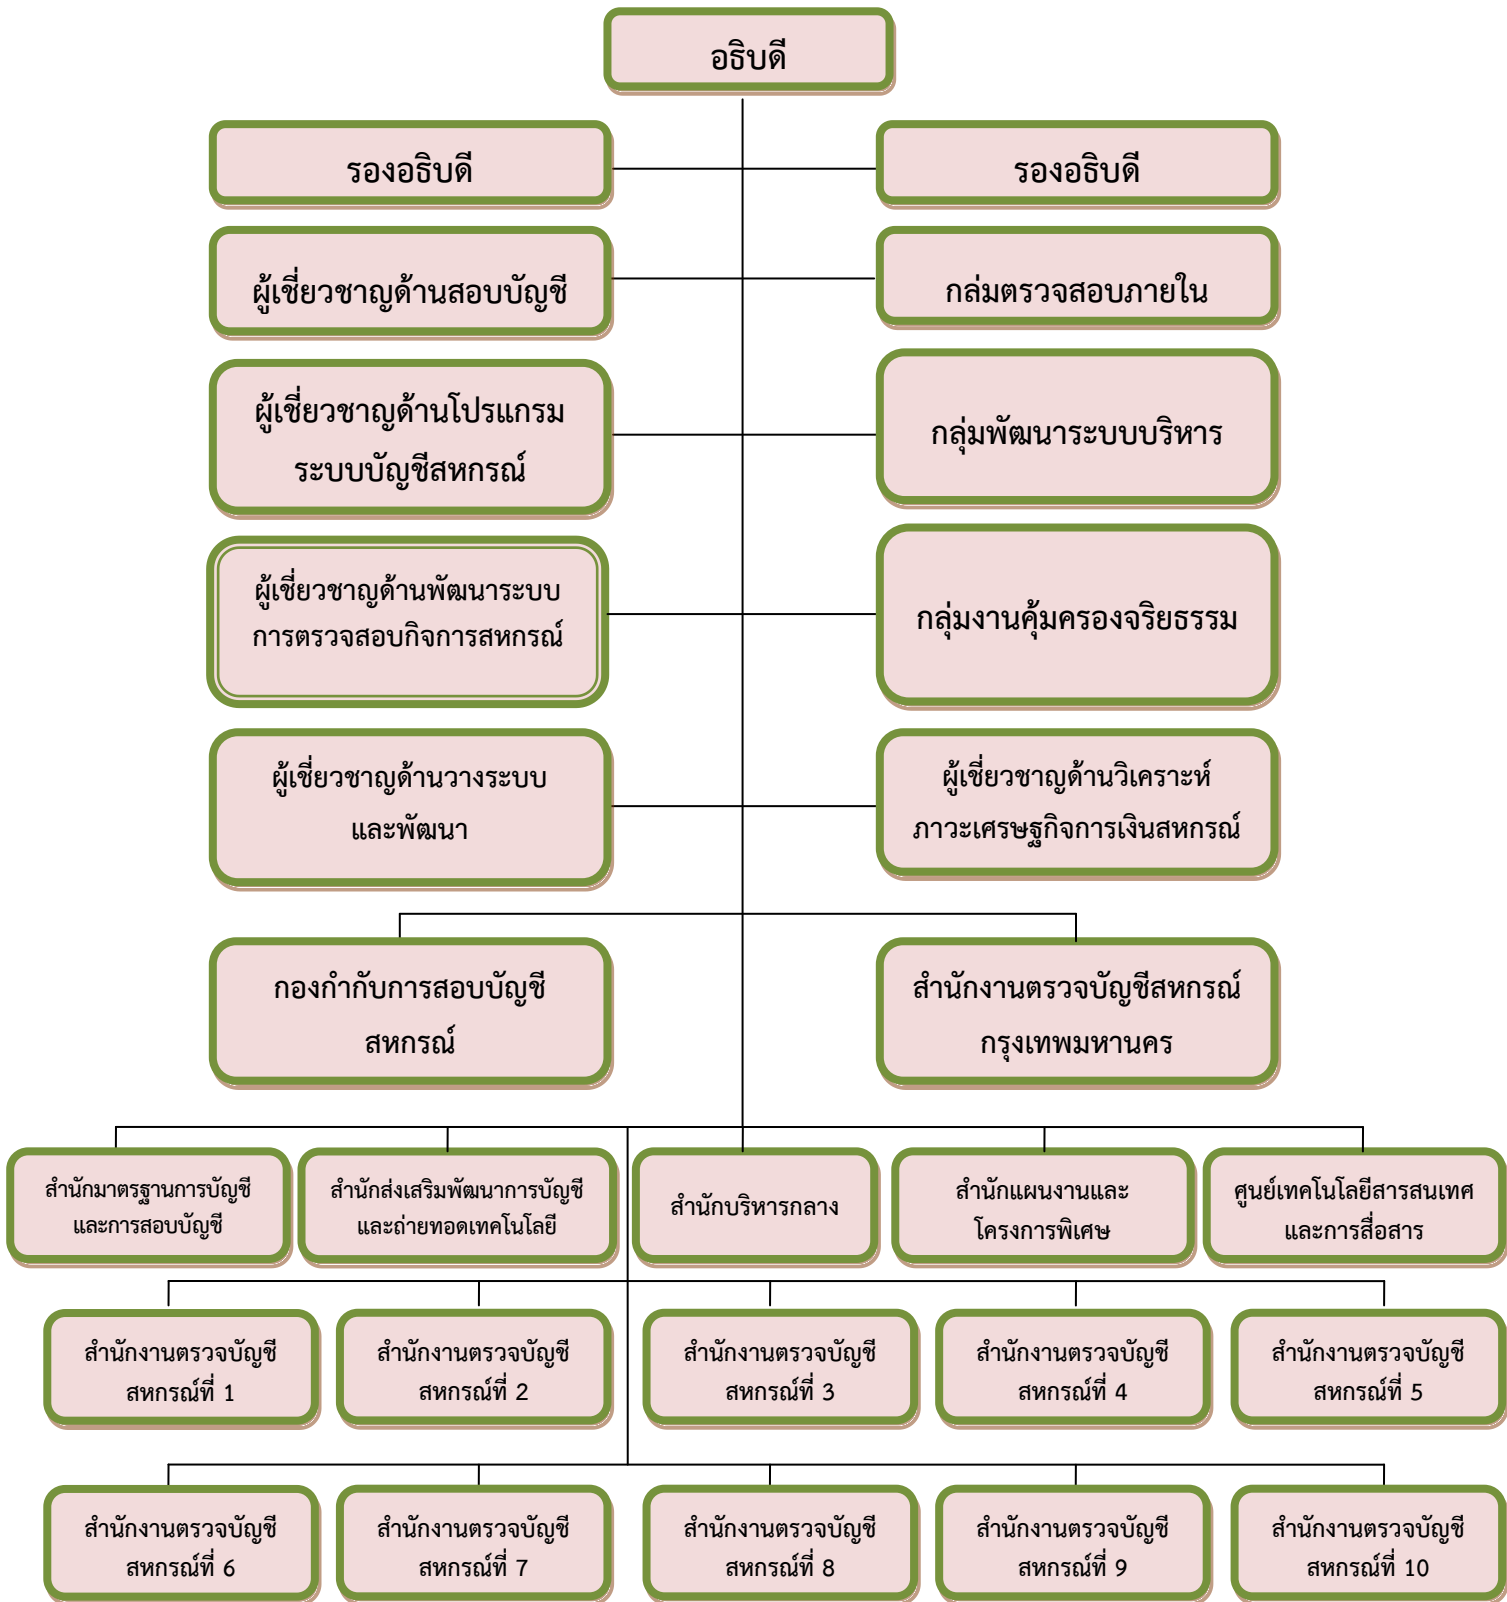 อธิบดี
รองอธิบดี
รองอธิบดี
ผู้เชี่ยวชาญด้านสอบบัญชี
กล่มตรวจสอบภายใน
ผู้เชี่ยวชาญด้านโปรแกรม
ระบบบัญชีสหกรณ์
กลุ่มพัฒนาระบบบริหาร
ผู้เชี่ยวชาญด้านพัฒนาระบบ
การตรวจสอบกิจการสหกรณ์
กลุ่มงานคุ้มครองจริยธรรม
ผู้เชี่ยวชาญด้านวางระบบ
และพัฒนา
ผู้เชี่ยวชาญด้านวิเคราะห์
ภาวะเศรษฐกิจการเงินสหกรณ์
กองกำกับการสอบบัญชี
สหกรณ์
สำนักงานตรวจบัญชีสหกรณ์
กรุงเทพมหานคร
สำนักมาตรฐานการบัญชี
และการสอบบัญชี
สำนักส่งเสริมพัฒนาการบัญชี
และถ่ายทอดเทคโนโลยี
สำนักบริหารกลาง
สำนักแผนงานและ
โครงการพิเศษ
ศูนย์เทคโนโลยีสารสนเทศ
และการสื่อสาร
สำนักงานตรวจบัญชี
สหกรณ์ที่ 1
สำนักงานตรวจบัญชี
สหกรณ์ที่ 2
สำนักงานตรวจบัญชี
สหกรณ์ที่ 3
สำนักงานตรวจบัญชี
สหกรณ์ที่ 4
สำนักงานตรวจบัญชี
สหกรณ์ที่ 5
สำนักงานตรวจบัญชี
สหกรณ์ที่ 6
สำนักงานตรวจบัญชี
สหกรณ์ที่ 7
สำนักงานตรวจบัญชี
สหกรณ์ที่ 8
สำนักงานตรวจบัญชี
สหกรณ์ที่ 9
สำนักงานตรวจบัญชี
สหกรณ์ที่ 10